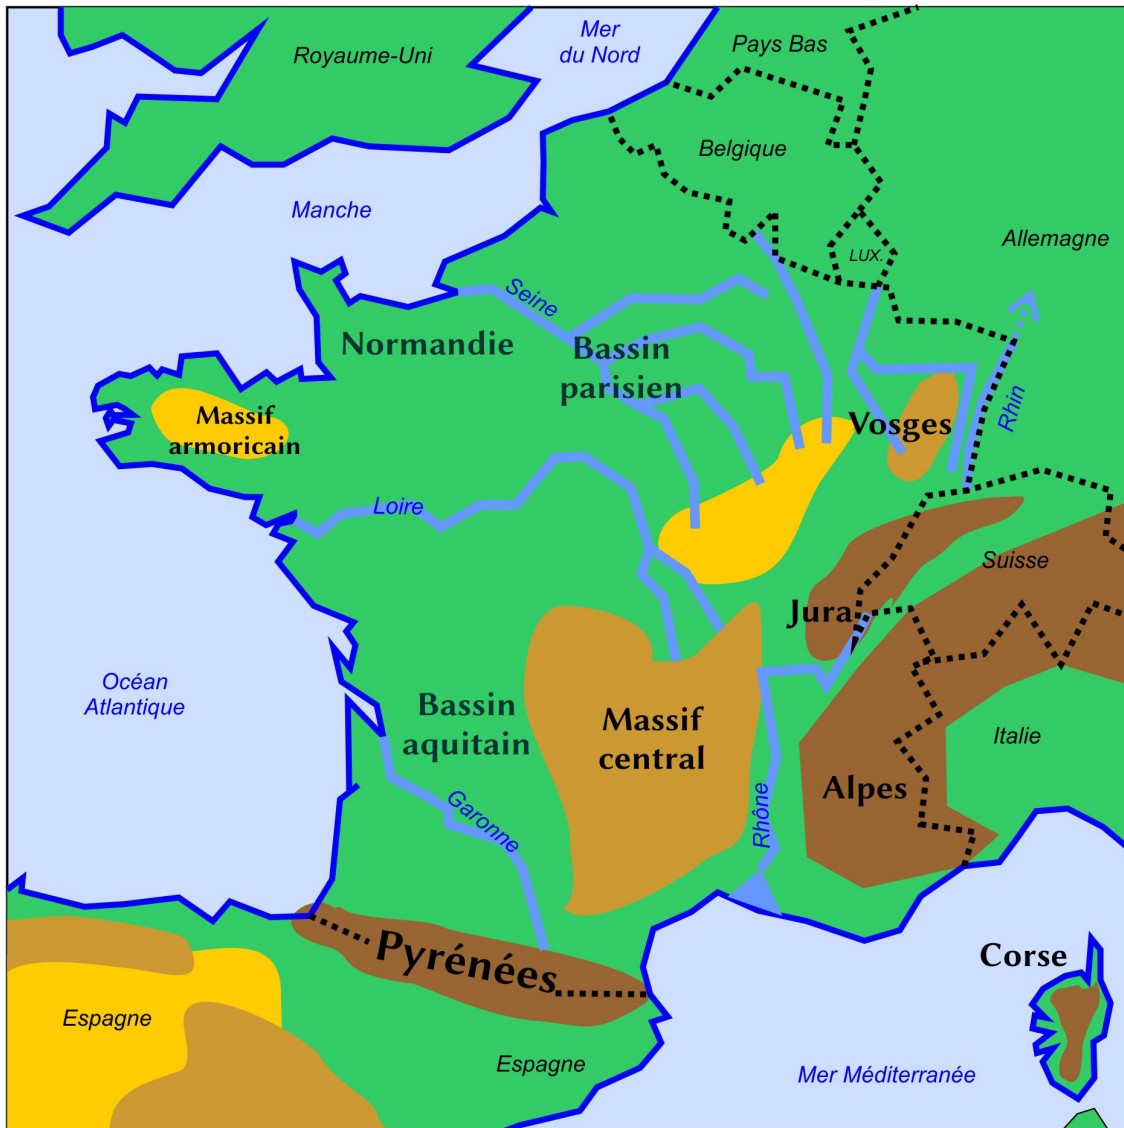 Mer
du Nord
Royaume-Uni
Pays Bas
Belgique
Manche
Allemagne
LUX.
Seine
Normandie
Bassin
parisien
Rhin
Massif
armoricain
Vosges
Loire
Suisse
Jura
Océan
Atlantique
Bassin
aquitain
Massif
central
Italie
Alpes
Garonne
Rhône
Pyrénées
Corse
Espagne
Espagne
Mer Méditerranée